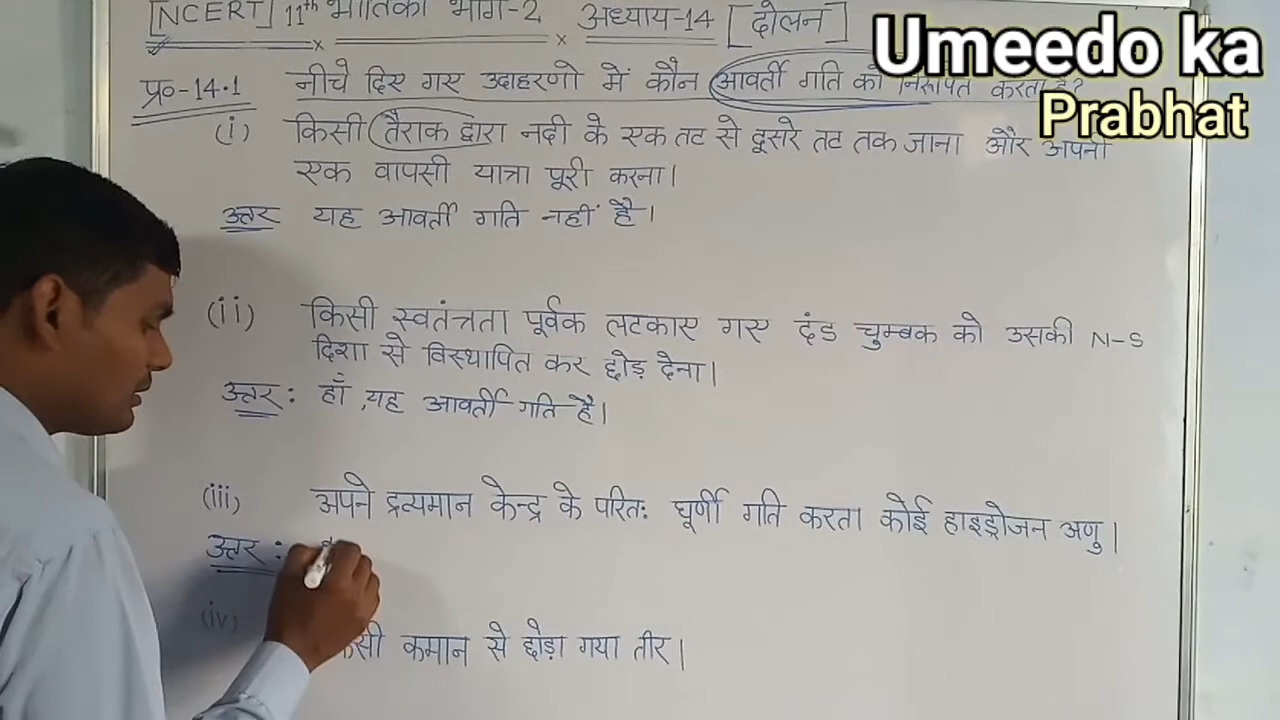 [NCERT] 11th भौतिकी भाग-2 × अध्याय-14 [दोलन]
Umeedo ka
Prabhat
प्र०-14.1 नीचे दिए गए उदाहरणो में कौन आवर्ती गति को निरूपित करता है?
(i) किसी तैराक द्वारा नदी के एक तट से दूसरे तट तक जाना और अपनी
एक वापसी यात्रा पूरी करना।
उत्तर यह आवर्ती गति नहीं है।
(ii) किसी स्वतंत्रता पूर्वक लटकाए गए दंड चुम्बक को उसकी N-S
दिशा से विस्थापित कर छोड़ देना।
उत्तर: हाँ, यह आवर्ती गति है।
(iii) अपने द्रव्यमान केन्द्र के परितः घूर्णी गति करता कोई हाइड्रोजन अणु।
उत्तर:
(iv) कमान से छोड़ा गया तीर।